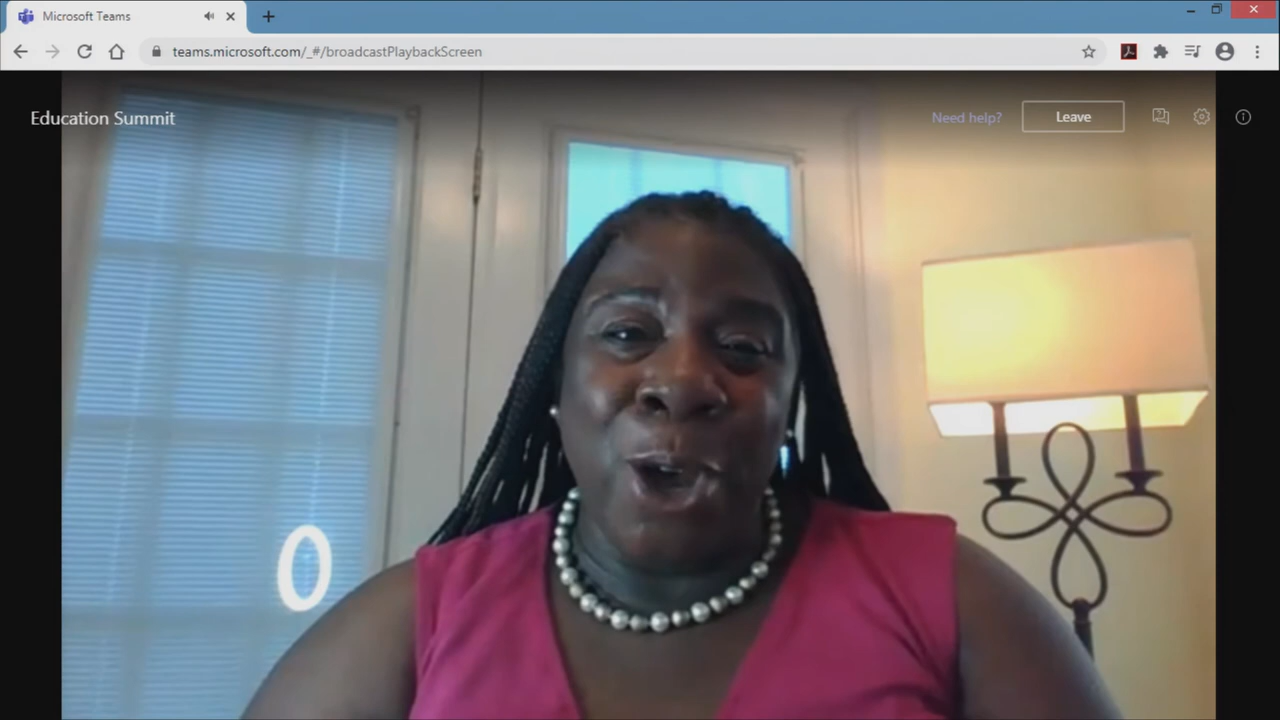 Microsoft Teams
teams.microsoft.com/_#/broadcastPlaybackScreen
Education Summit
Need help?
Leave